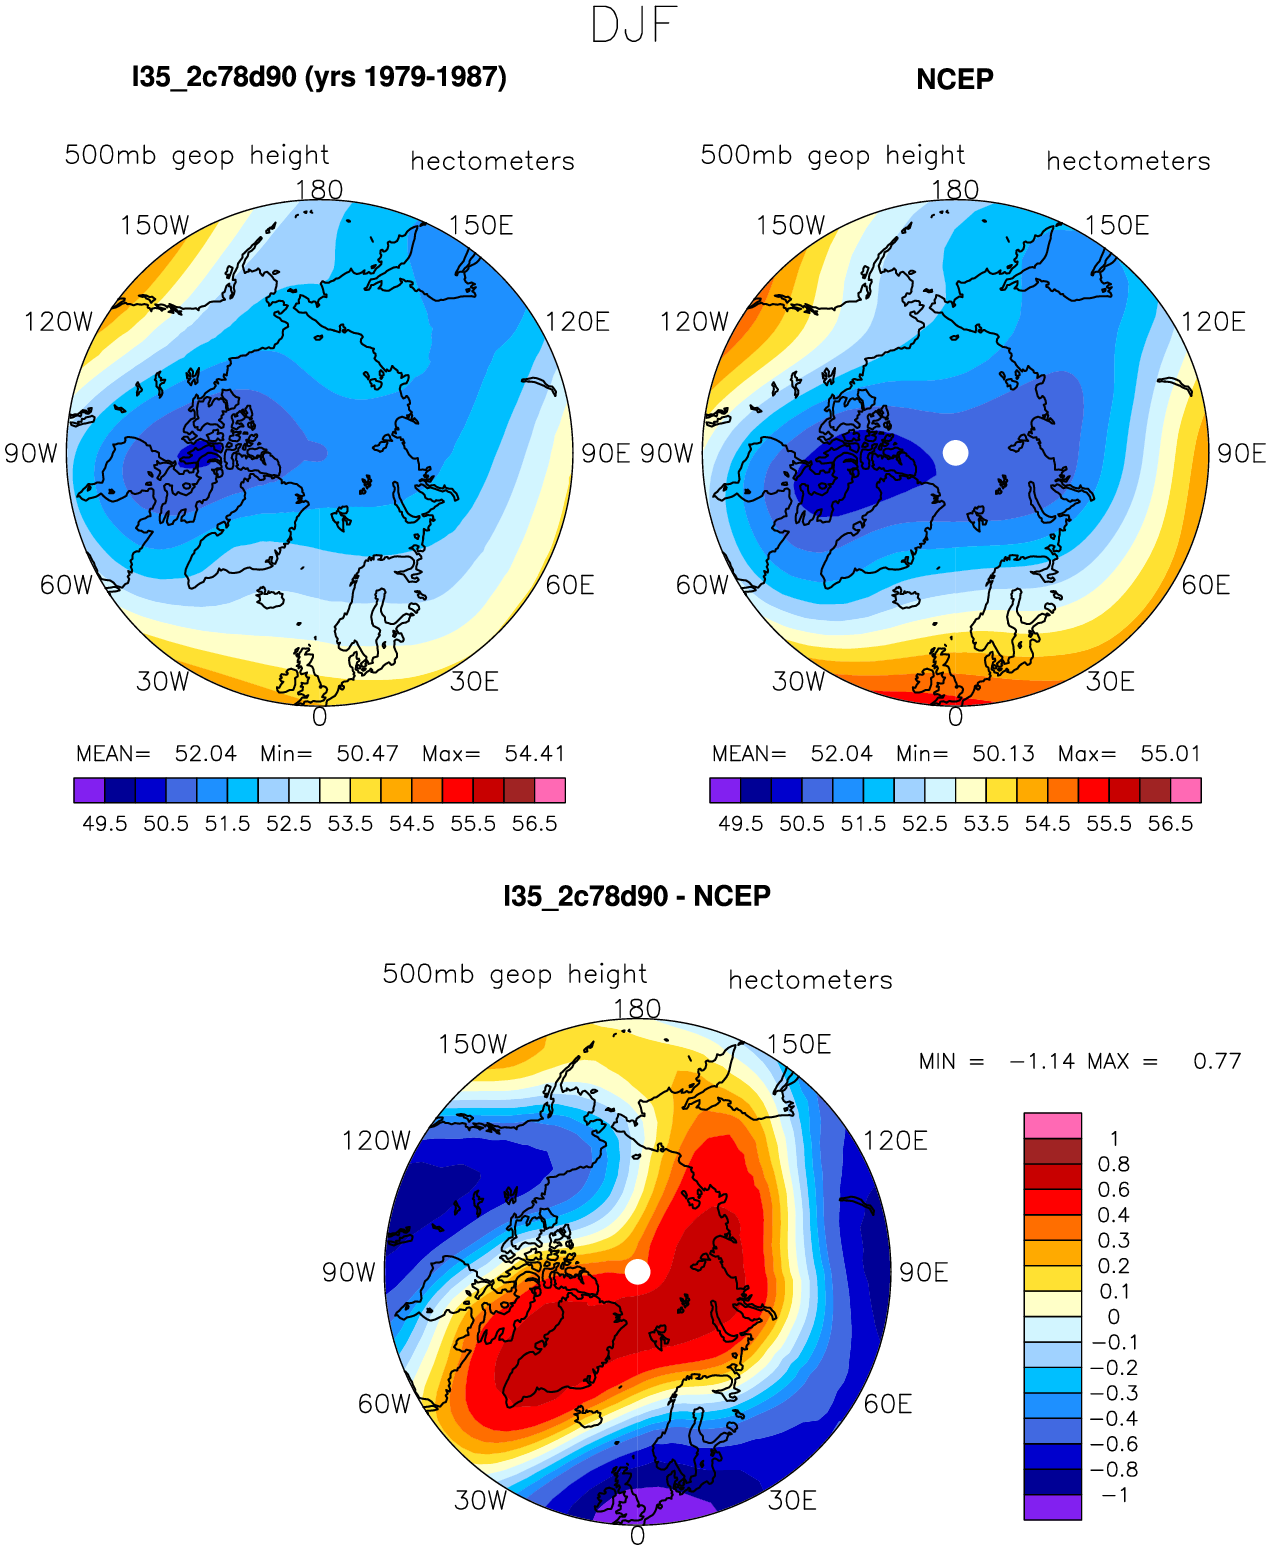 DJF
I35_2c78d90 (yrs 1979-1987)
NCEP
500mb geop height hectometers
500mb geop height hectometers
180
180
150W 150E
150W 150E
120W 120E
120W 120E
90W 90E
90W 90E
60W 60E
60W 60E
30W 30E
30W 30E
0
0
MEAN= 52.04 Min= 50.47 Max= 54.41
MEAN= 52.04 Min= 50.13 Max= 55.01
49.5 50.5 51.5 52.5 53.5 54.5 55.5 56.5
49.5 50.5 51.5 52.5 53.5 54.5 55.5 56.5
I35_2c78d90 - NCEP
500mb geop height hectometers
180
150W 150E
MIN = -1.14 MAX = 0.77
120W 120E
90W 90E
60W 60E
30W 30E
0
1
0.8
0.6
0.4
0.3
0.2
0.1
0
-0.1
-0.2
-0.3
-0.4
-0.6
-0.8
-1